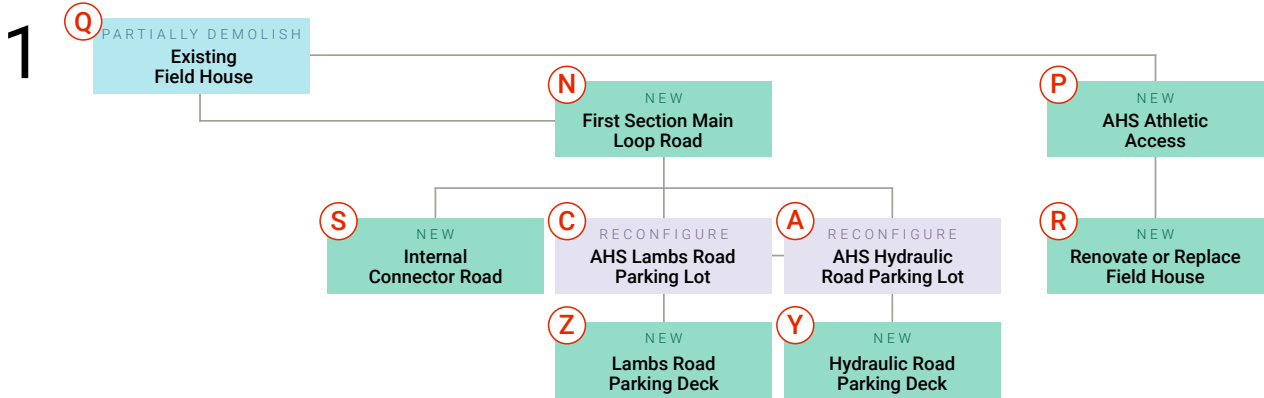 1
Q
PARTIALLY DEMOLISH
Existing
Field House
N
NEW
First Section Main
Loop Road
P
NEW
AHS Athletic
Access
S
NEW
Internal
Connector Road
C
RECONFIGURE
AHS Lambs Road
Parking Lot
A
RECONFIGURE
AHS Hydraulic
Road Parking Lot
R
NEW
Renovate or Replace
Field House
Z
NEW
Lambs Road
Parking Deck
Y
NEW
Hydraulic Road
Parking Deck